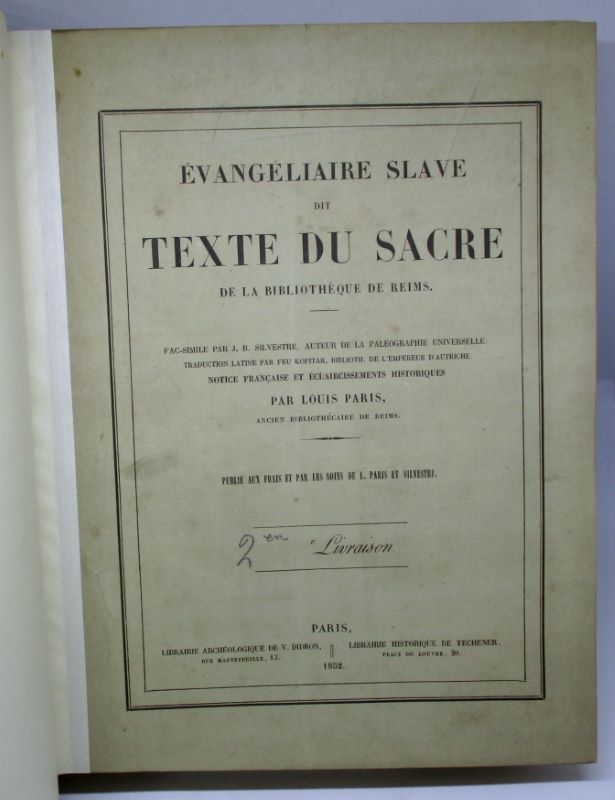 ÉVANGÉLIAIRE SLAVE
DIT
TEXTE DU SACRE
DE LA BIBLIOTHÈQUE DE REIMS.
FAC-SIMILE PAR J. B. SILVESTRE, AUTEUR DE LA PALEOGRAPHIE UNIVERSELLE.
TRADUCTION LATINE PAR FEU KOPITAR, BIBLIOTH. DE L'EMPEREUR D'AUTRICHE
NOTICE FRANÇAISE ET ÉCLAIRCISSEMENTS HISTORIQUES
PAR LOUIS PARIS,
ANCIEN BIBLIOTHÉCAIRE DE REIMS.
PUBLIÉ AUX FRAIS ET PAR LES SOINS DE L. PARIS ET SILVESTRE.
2en e Livraison.
PARIS,
LIBRAIRIE ARCHÉOLOGIQUE DE V. DIDRON,
RUE HAUTEFEUILLE, 13.
LIBRAIRIE HISTORIQUE DE TECHENER,
PLACE DU LOUVRE, 20.
1852.